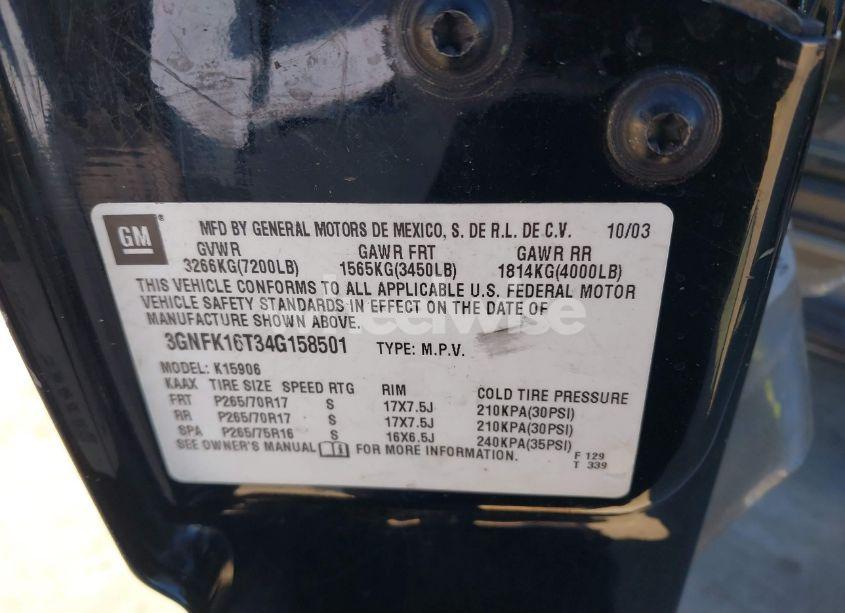 GM ® MFD BY GENERAL MOTORS DE MEXICO, S. DE R.L. DE C.V. 10/03
GVWR GAWR FRT GAWR RR
3266KG(7200LB) 1565KG(3450LB) 1814KG(4000LB)
THIS VEHICLE CONFORMS TO ALL APPLICABLE U.S. FEDERAL MOTOR
VEHICLE SAFETY STANDARDS IN EFFECT ON THE DATE OF
MANUFACTURE SHOWN ABOVE.
3GNFK16T34G158501 TYPE: M.P.V.
MODEL: K15906
KAAX TIRE SIZE SPEED RTG RIM COLD TIRE PRESSURE
FRT P265/70R17 S 17X7.5J 210KPA(30PSI)
RR P265/70R17 S 17X7.5J 210KPA(30PSI)
SPA P265/75R16 S 16X6.5J 240KPA(35PSI)
SEE OWNER'S MANUAL FOR MORE INFORMATION.
F 129
T 339